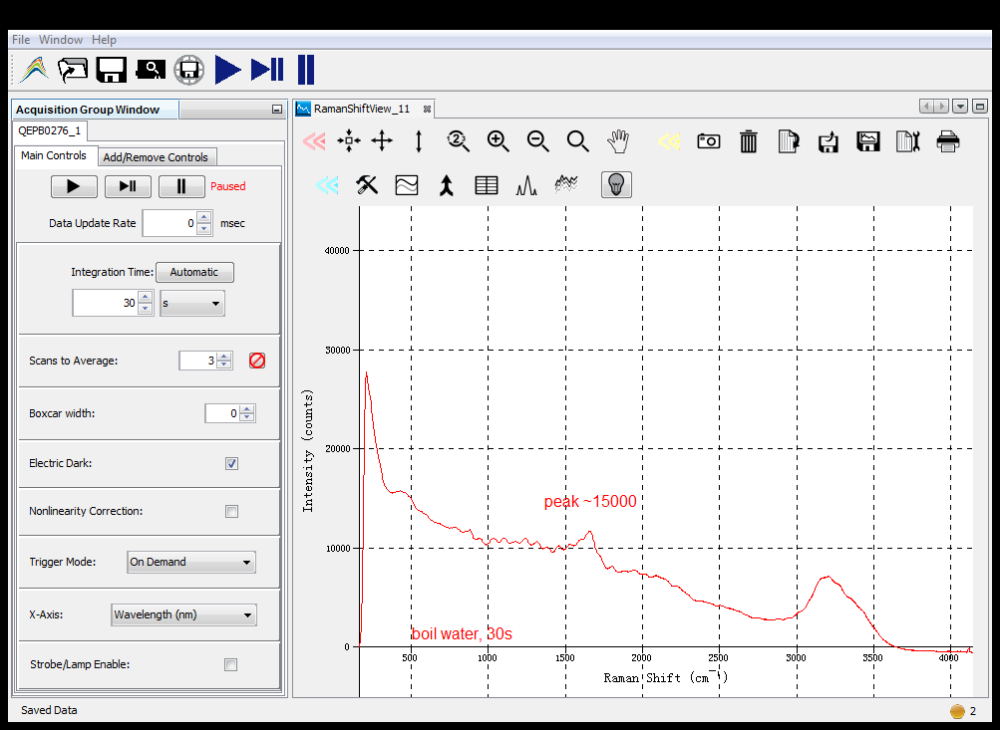 File Window Help
Acquisition Group Window
QEPB0276_1
Main Controls Add/Remove Controls
Paused
Data Update Rate 0 msec
Integration Time: Automatic
30 s
Scans to Average: 3
Boxcar width: 0
Electric Dark:
Nonlinearity Correction:
Trigger Mode: On Demand
X-Axis: Wavelength (nm)
Strobe/Lamp Enable:
Saved Data
RamanShiftView_11
2
40000
30000
20000
10000
0
Intensity (counts)
peak ~15000
boil water, 30s
500 1000 1500 2000 2500 3000 3500 4000
Raman Shift (cm⁻¹)
2